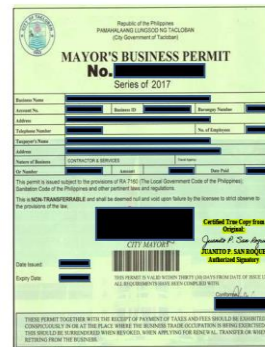 Republic of the Philippines
PAMAHALAANG LUNGSOD NG TACLOBAN
(City Government of Tacloban)
MAYOR'S BUSINESS PERMIT
No.
Series of 2017
Business Name
Account No. Business ID Barangay Number
Address
Telephone Number No. of Employees
Taxpayer's Name
Address
Nature of Business CONTRACTOR & SERVICES
Or Number Amount Date Paid
This permit is issued subject to the provisions of RA 7160 (The Local Government Code of the Philippines),
Sanitation Code of the Philippines and other pertinent laws and regulations.
This is NON-TRANSFERRABLE and shall be deemed null and void upon failure by the licensee to strictly observe to
the provisions of the law.
Certified True Copy from
Original:
Juanito P. San Roque
JUANITO P. SAN ROQUE
Authorized Signatory
CITY MAYOR
Date Issued:
Expiry Date:
THIS PERMIT IS VALID WITHIN THIRTY (30) DAYS FROM DATE OF ISSUE
ALL REQUIREMENTS HAVE BEEN COMPLIED WITH.
THESE PERMIT TOGETHER WITH THE RECEIPT OF PAYMENT OF TAXES AND FEES SHOULD BE EXHIBITED
CONSPICUOUSLY IN OR AT THE PLACE WHERE THE BUSINESS TRADE OCCUPATION IS BEING EXERCISED
THIS SHOULD BE SURRENDERED WHEN REVOKED, WHEN APPLYING FOR RENEWAL, TRANSFER OR WHEN
RETIRING FROM THE BUSINESS.